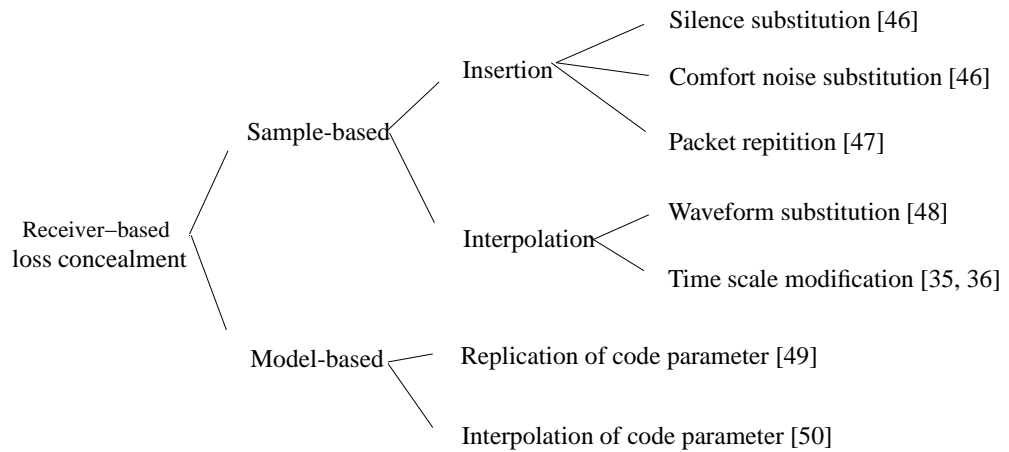 Silence substitution [46]
Insertion
Comfort noise substitution [46]
Sample-based
Packet repitition [47]
Waveform substitution [48]
Receiver−based
loss concealment
Interpolation
Time scale modification [35, 36]
Model-based
Replication of code parameter [49]
Interpolation of code parameter [50]